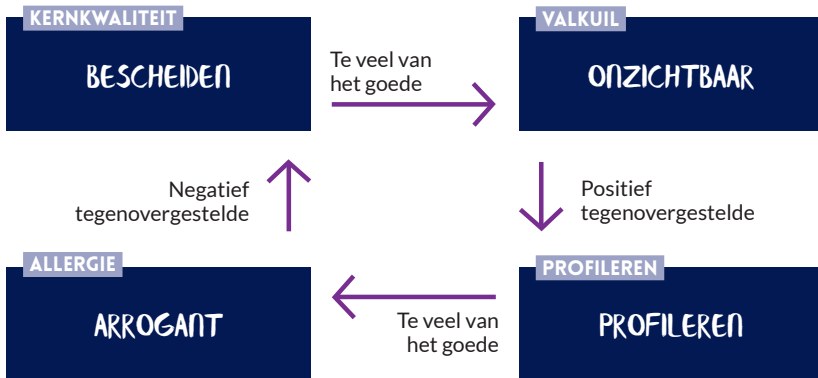 KERNKWALITEIT
BESCHEIDEN
Te veel van
het goede
VALKUIL
ONZICHTBAAR
Negatief
tegenovergestelde
Positief
tegenovergestelde
ALLERGIE
ARROGANT
Te veel van
het goede
PROFILEREN
PROFILEREN